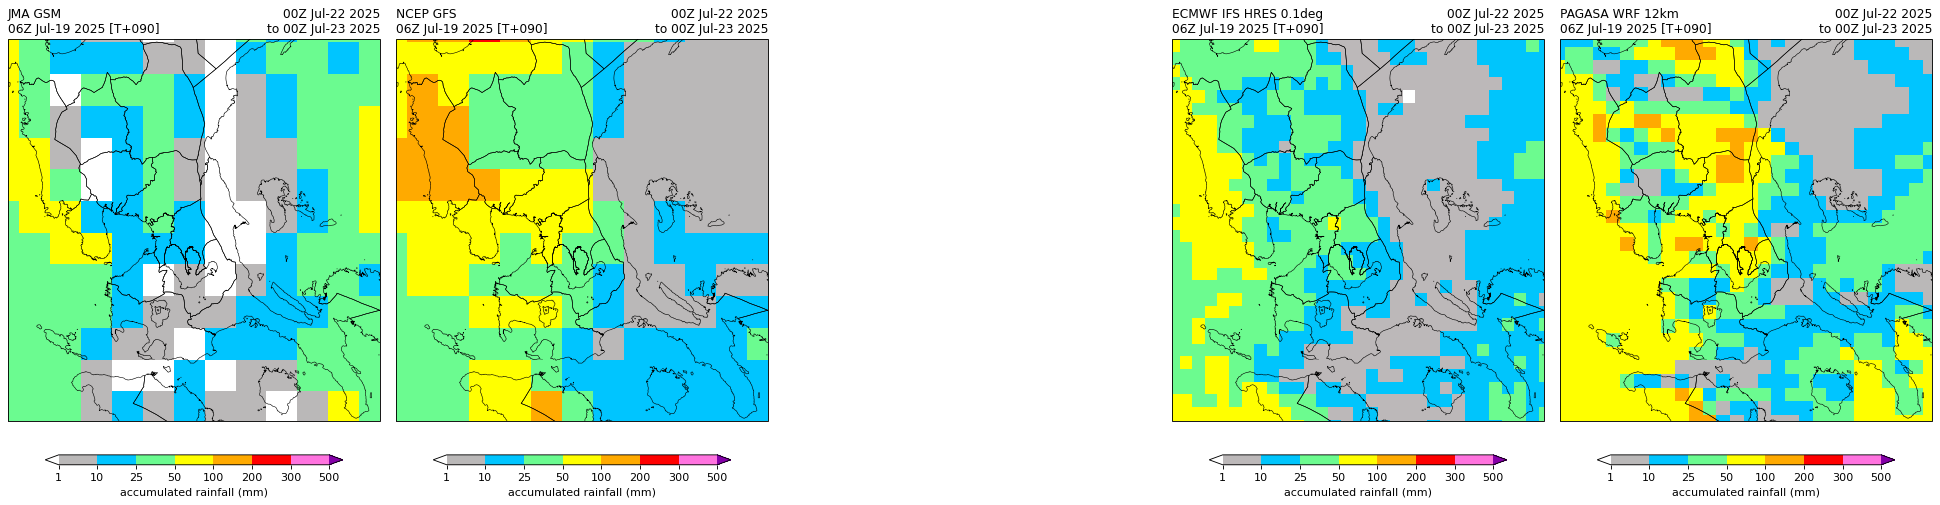 JMA GSM 00Z Jul-22 2025
06Z Jul-19 2025 [T+090] to 00Z Jul-23 2025
1 10 25 50 100 200 300 500
accumulated rainfall (mm)
NCEP GFS 00Z Jul-22 2025
06Z Jul-19 2025 [T+090] to 00Z Jul-23 2025
1 10 25 50 100 200 300 500
accumulated rainfall (mm)
ECMWF IFS HRES 0.1deg 00Z Jul-22 2025
06Z Jul-19 2025 [T+090] to 00Z Jul-23 2025
1 10 25 50 100 200 300 500
accumulated rainfall (mm)
PAGASA WRF 12km 00Z Jul-22 2025
06Z Jul-19 2025 [T+090] to 00Z Jul-23 2025
1 10 25 50 100 200 300 500
accumulated rainfall (mm)